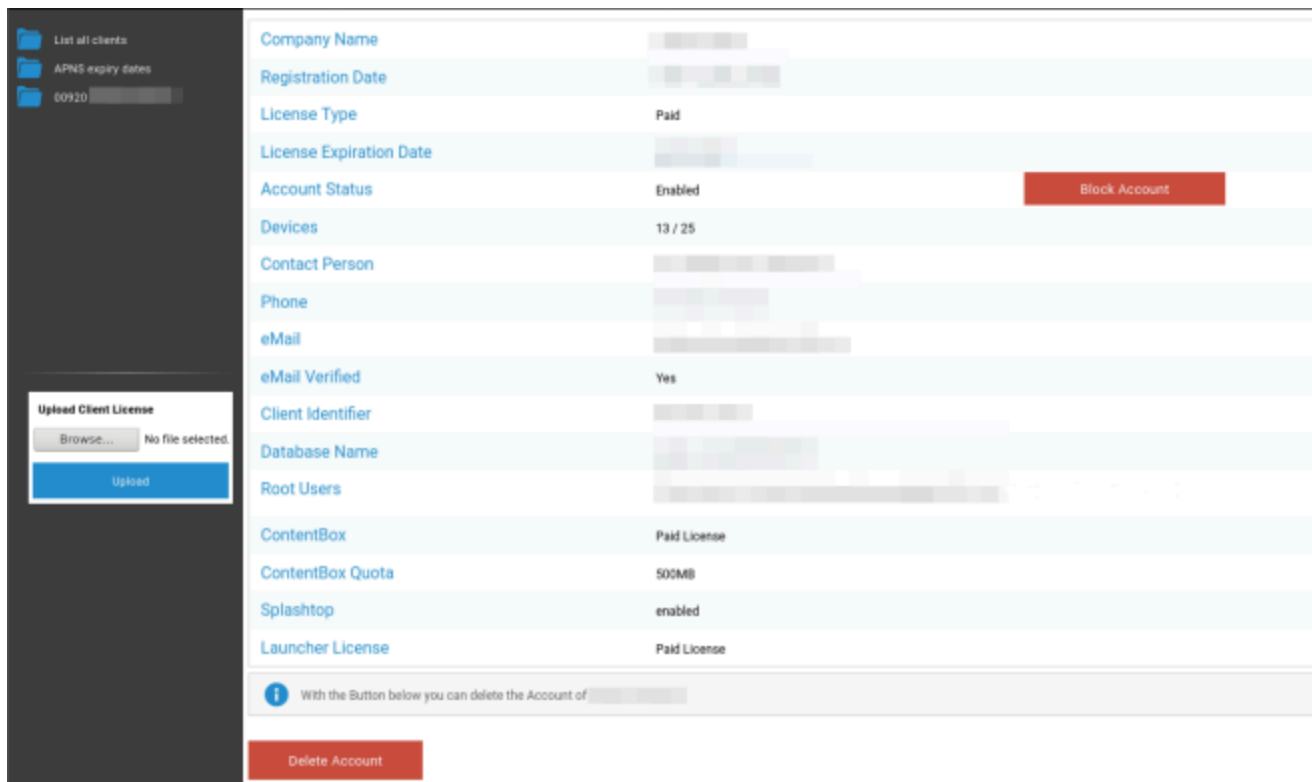 List all clients
APNS expiry dates
00920
Upload Client License
Browse... No file selected.
Upload
Company Name
Registration Date
License Type Paid
License Expiration Date
Account Status Enabled Block Account
Devices 13 / 25
Contact Person
Phone
eMail
eMail Verified Yes
Client Identifier
Database Name
Root Users
ContentBox Paid License
ContentBox Quota 500MB
Splashtop enabled
Launcher License Paid License
With the Button below you can delete the Account of
Delete Account